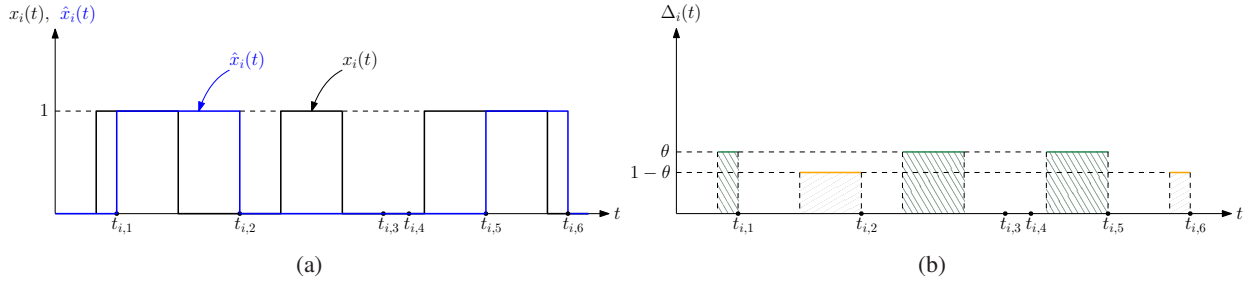 x_i(t), x̂_i(t)
x̂_i(t)
x_i(t)
1
t
t_{i,1}
t_{i,2}
t_{i,3}
t_{i,4}
t_{i,5}
t_{i,6}
(a)
Δ_i(t)
θ
1 − θ
t
t_{i,1}
t_{i,2}
t_{i,3}
t_{i,4}
t_{i,5}
t_{i,6}
(b)